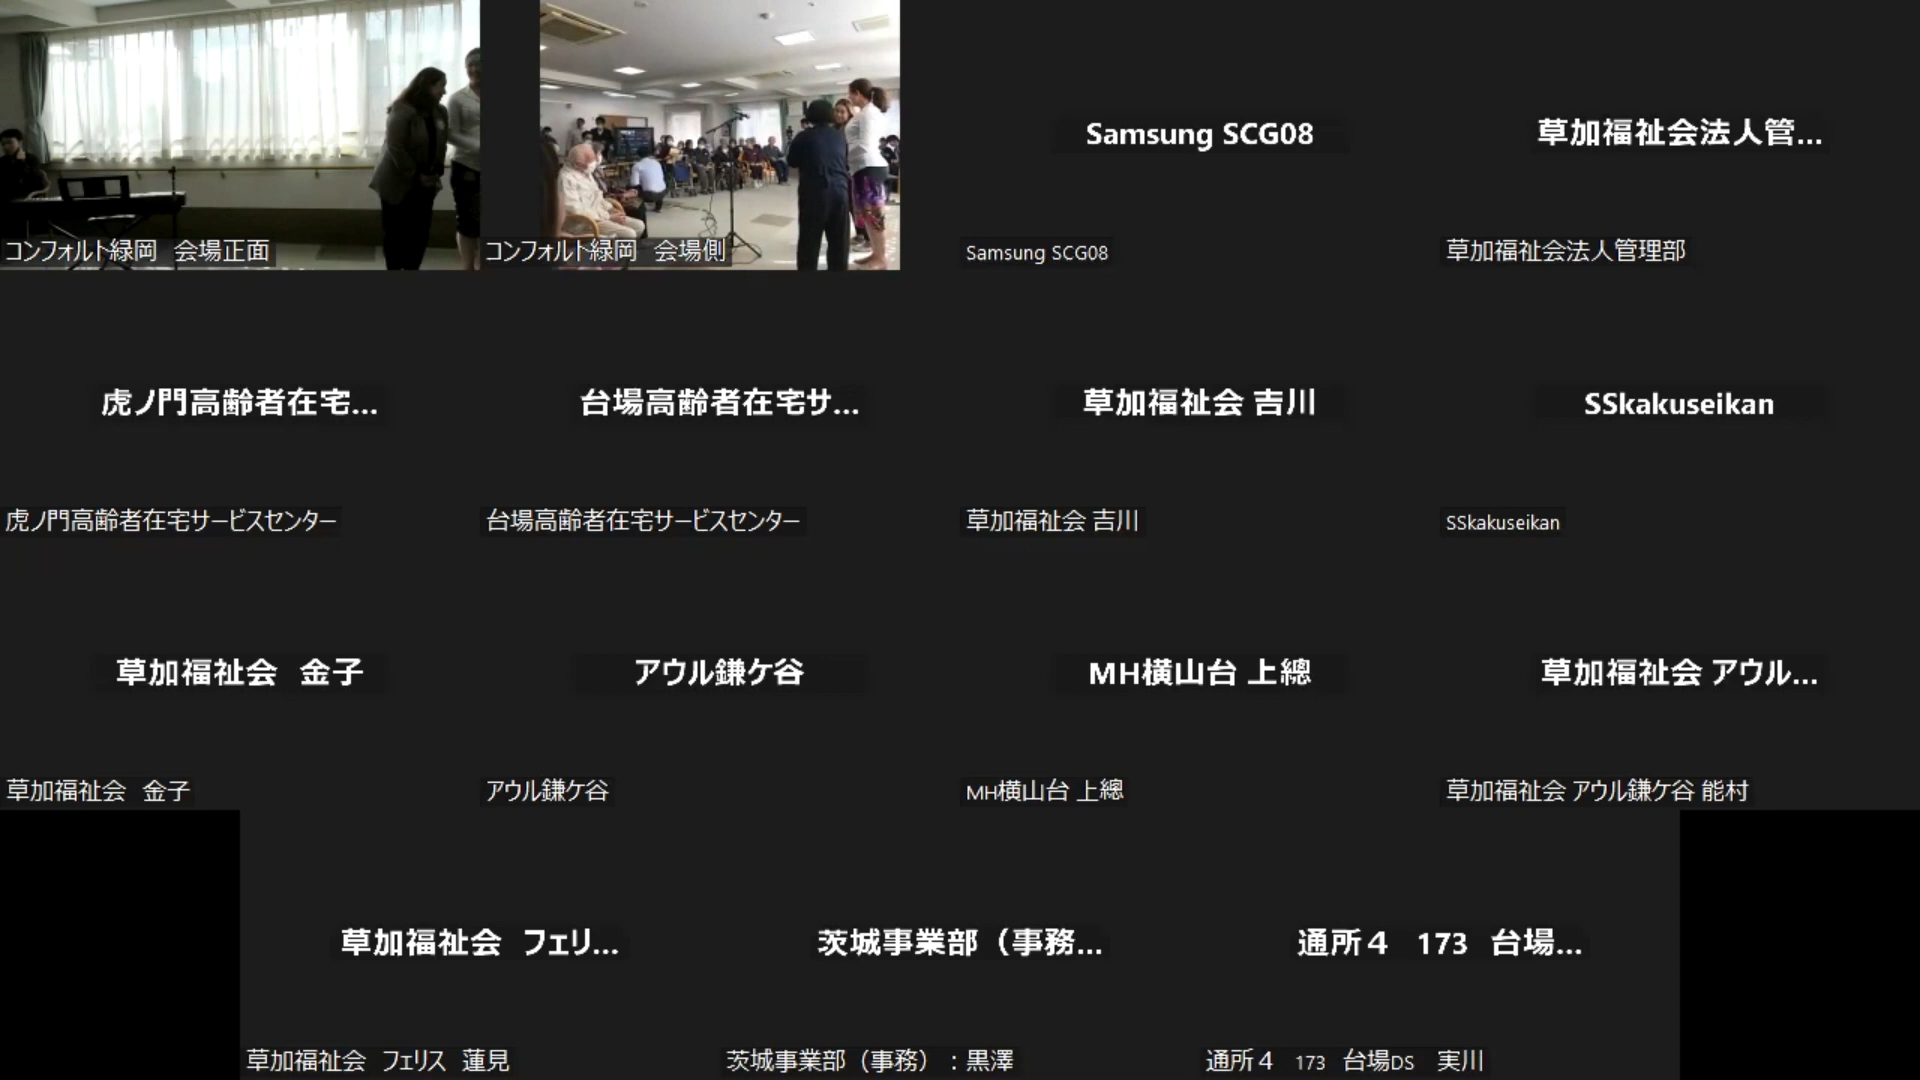 コンフォルト緑岡　会場正面
コンフォルト緑岡　会場側
Samsung SCG08
Samsung SCG08
草加福祉会法人管...
草加福祉会法人管理部
虎ノ門高齢者在宅...
虎ノ門高齢者在宅サービスセンター
台場高齢者在宅サ...
台場高齢者在宅サービスセンター
草加福祉会 吉川
草加福祉会 吉川
SSkakuseikan
SSkakuseikan
草加福祉会　金子
草加福祉会　金子
アウル鎌ケ谷
アウル鎌ケ谷
MH横山台 上總
MH横山台 上總
草加福祉会 アウル...
草加福祉会 アウル鎌ケ谷 能村
草加福祉会　フェリ...
草加福祉会　フェリス　蓮見
茨城事業部（事務...
茨城事業部（事務）：黒澤
通所４　173　台場...
通所４　173　台場DS　実川